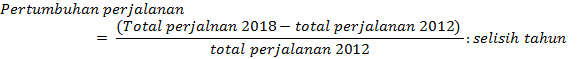 Pertumbuhan perjalanan
= (Total perjalnan 2018 − total perjalanan 2012)
total perjalanan 2012
: selisih tahun